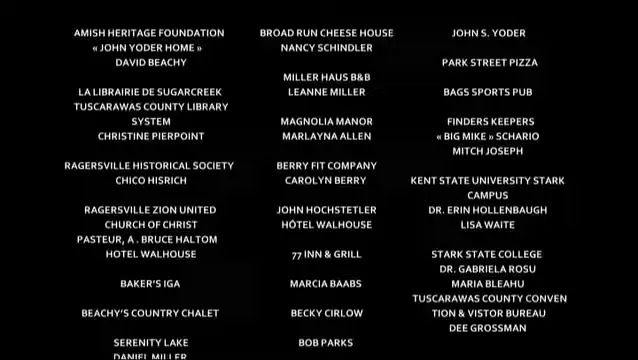 AMISH HERITAGE FOUNDATION
« JOHN YODER HOME »
DAVID BEACHY
LA LIBRAIRIE DE SUGARCREEK
TUSCARAWAS COUNTY LIBRARY
SYSTEM
CHRISTINE PIERPOINT
RAGERSVILLE HISTORICAL SOCIETY
CHICO HISRICH
RAGERSVILLE ZION UNITED
CHURCH OF CHRIST
PASTEUR, A . BRUCE HALTOM
HOTEL WALHOUSE
BAKER'S IGA
BEACHY'S COUNTRY CHALET
SERENITY LAKE
DANIEL MILLER
BROAD RUN CHEESE HOUSE
NANCY SCHINDLER
MILLER HAUS B&B
LEANNE MILLER
MAGNOLIA MANOR
MARLAYNA ALLEN
BERRY FIT COMPANY
CAROLYN BERRY
JOHN HOCHSTETLER
HÔTEL WALHOUSE
77 INN & GRILL
MARCIA BAABS
BECKY CIRLOW
BOB PARKS
JOHN S. YODER
PARK STREET PIZZA
BAGS SPORTS PUB
FINDERS KEEPERS
« BIG MIKE » SCHARIO
MITCH JOSEPH
KENT STATE UNIVERSITY STARK
CAMPUS
DR. ERIN HOLLENBAUGH
LISA WAITE
STARK STATE COLLEGE
DR. GABRIELA ROSU
MARIA BLEAHU
TUSCARAWAS COUNTY CONVEN
TION & VISTOR BUREAU
DEE GROSSMAN